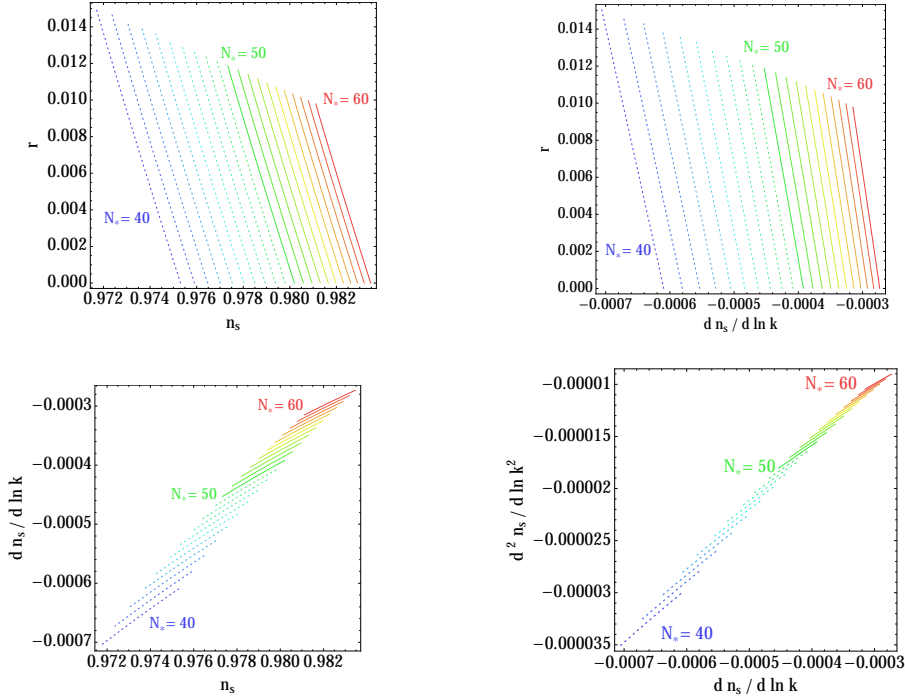 0.014
0.012
0.010
0.008
0.006
0.004
0.002
0.000
r
N* = 50
N* = 60
N* = 40
0.972 0.974 0.976 0.978 0.980 0.982
n_s
0.014
0.012
0.010
0.008
0.006
0.004
0.002
0.000
r
N* = 50
N* = 60
N* = 40
−0.0007 −0.0006 −0.0005 −0.0004 −0.0003
d n_s / d ln k
−0.0003
−0.0004
−0.0005
−0.0006
−0.0007
d n_s / d ln k
N* = 60
N* = 50
N* = 40
0.972 0.974 0.976 0.978 0.980 0.982
n_s
−0.00001
−0.000015
−0.00002
−0.000025
−0.00003
−0.000035
d² n_s / d ln k²
N* = 60
N* = 50
N* = 40
−0.0007 −0.0006 −0.0005 −0.0004 −0.0003
d n_s / d ln k